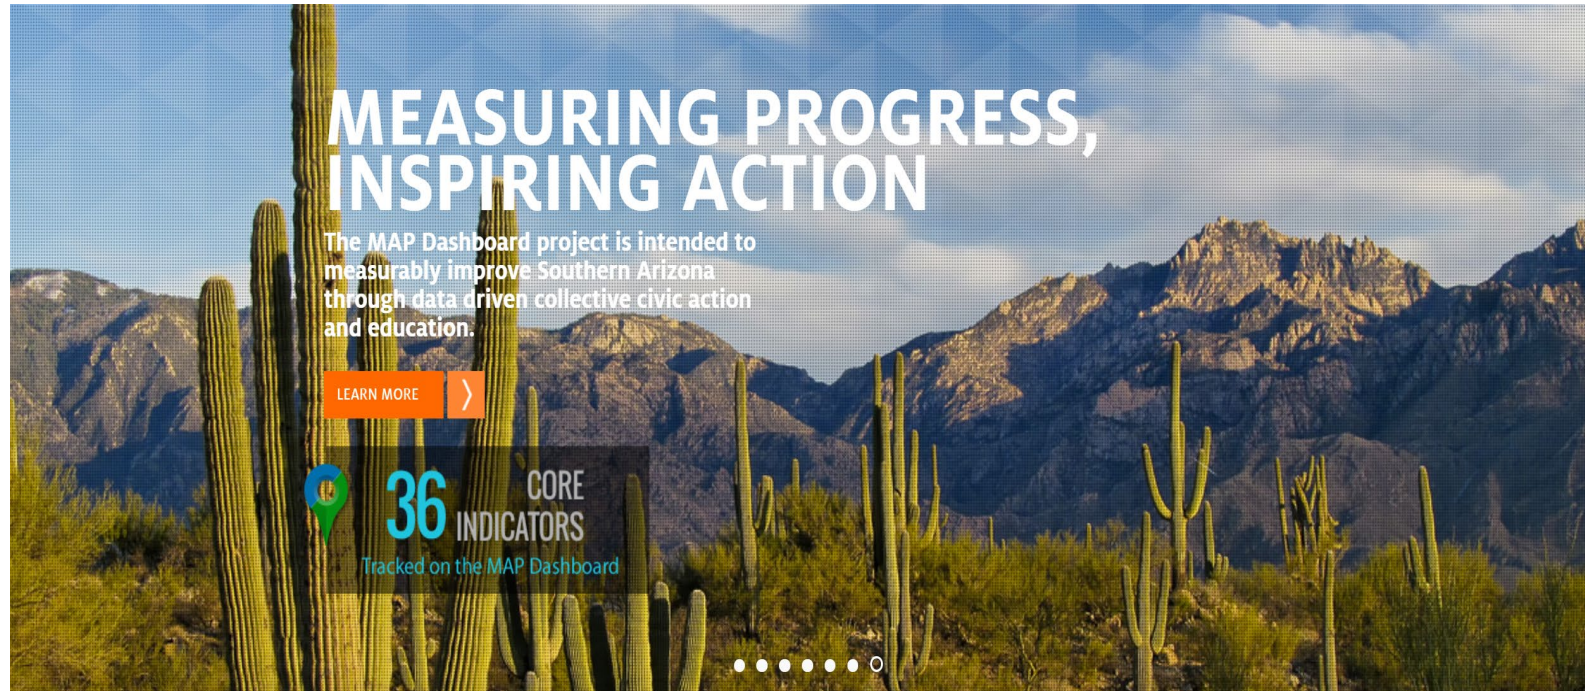 MEASURING PROGRESS,
INSPIRING ACTION
The MAP Dashboard project is intended to
measurably improve Southern Arizona
through data driven collective civic action
and education.
LEARN MORE
36 CORE
INDICATORS
Tracked on the MAP Dashboard